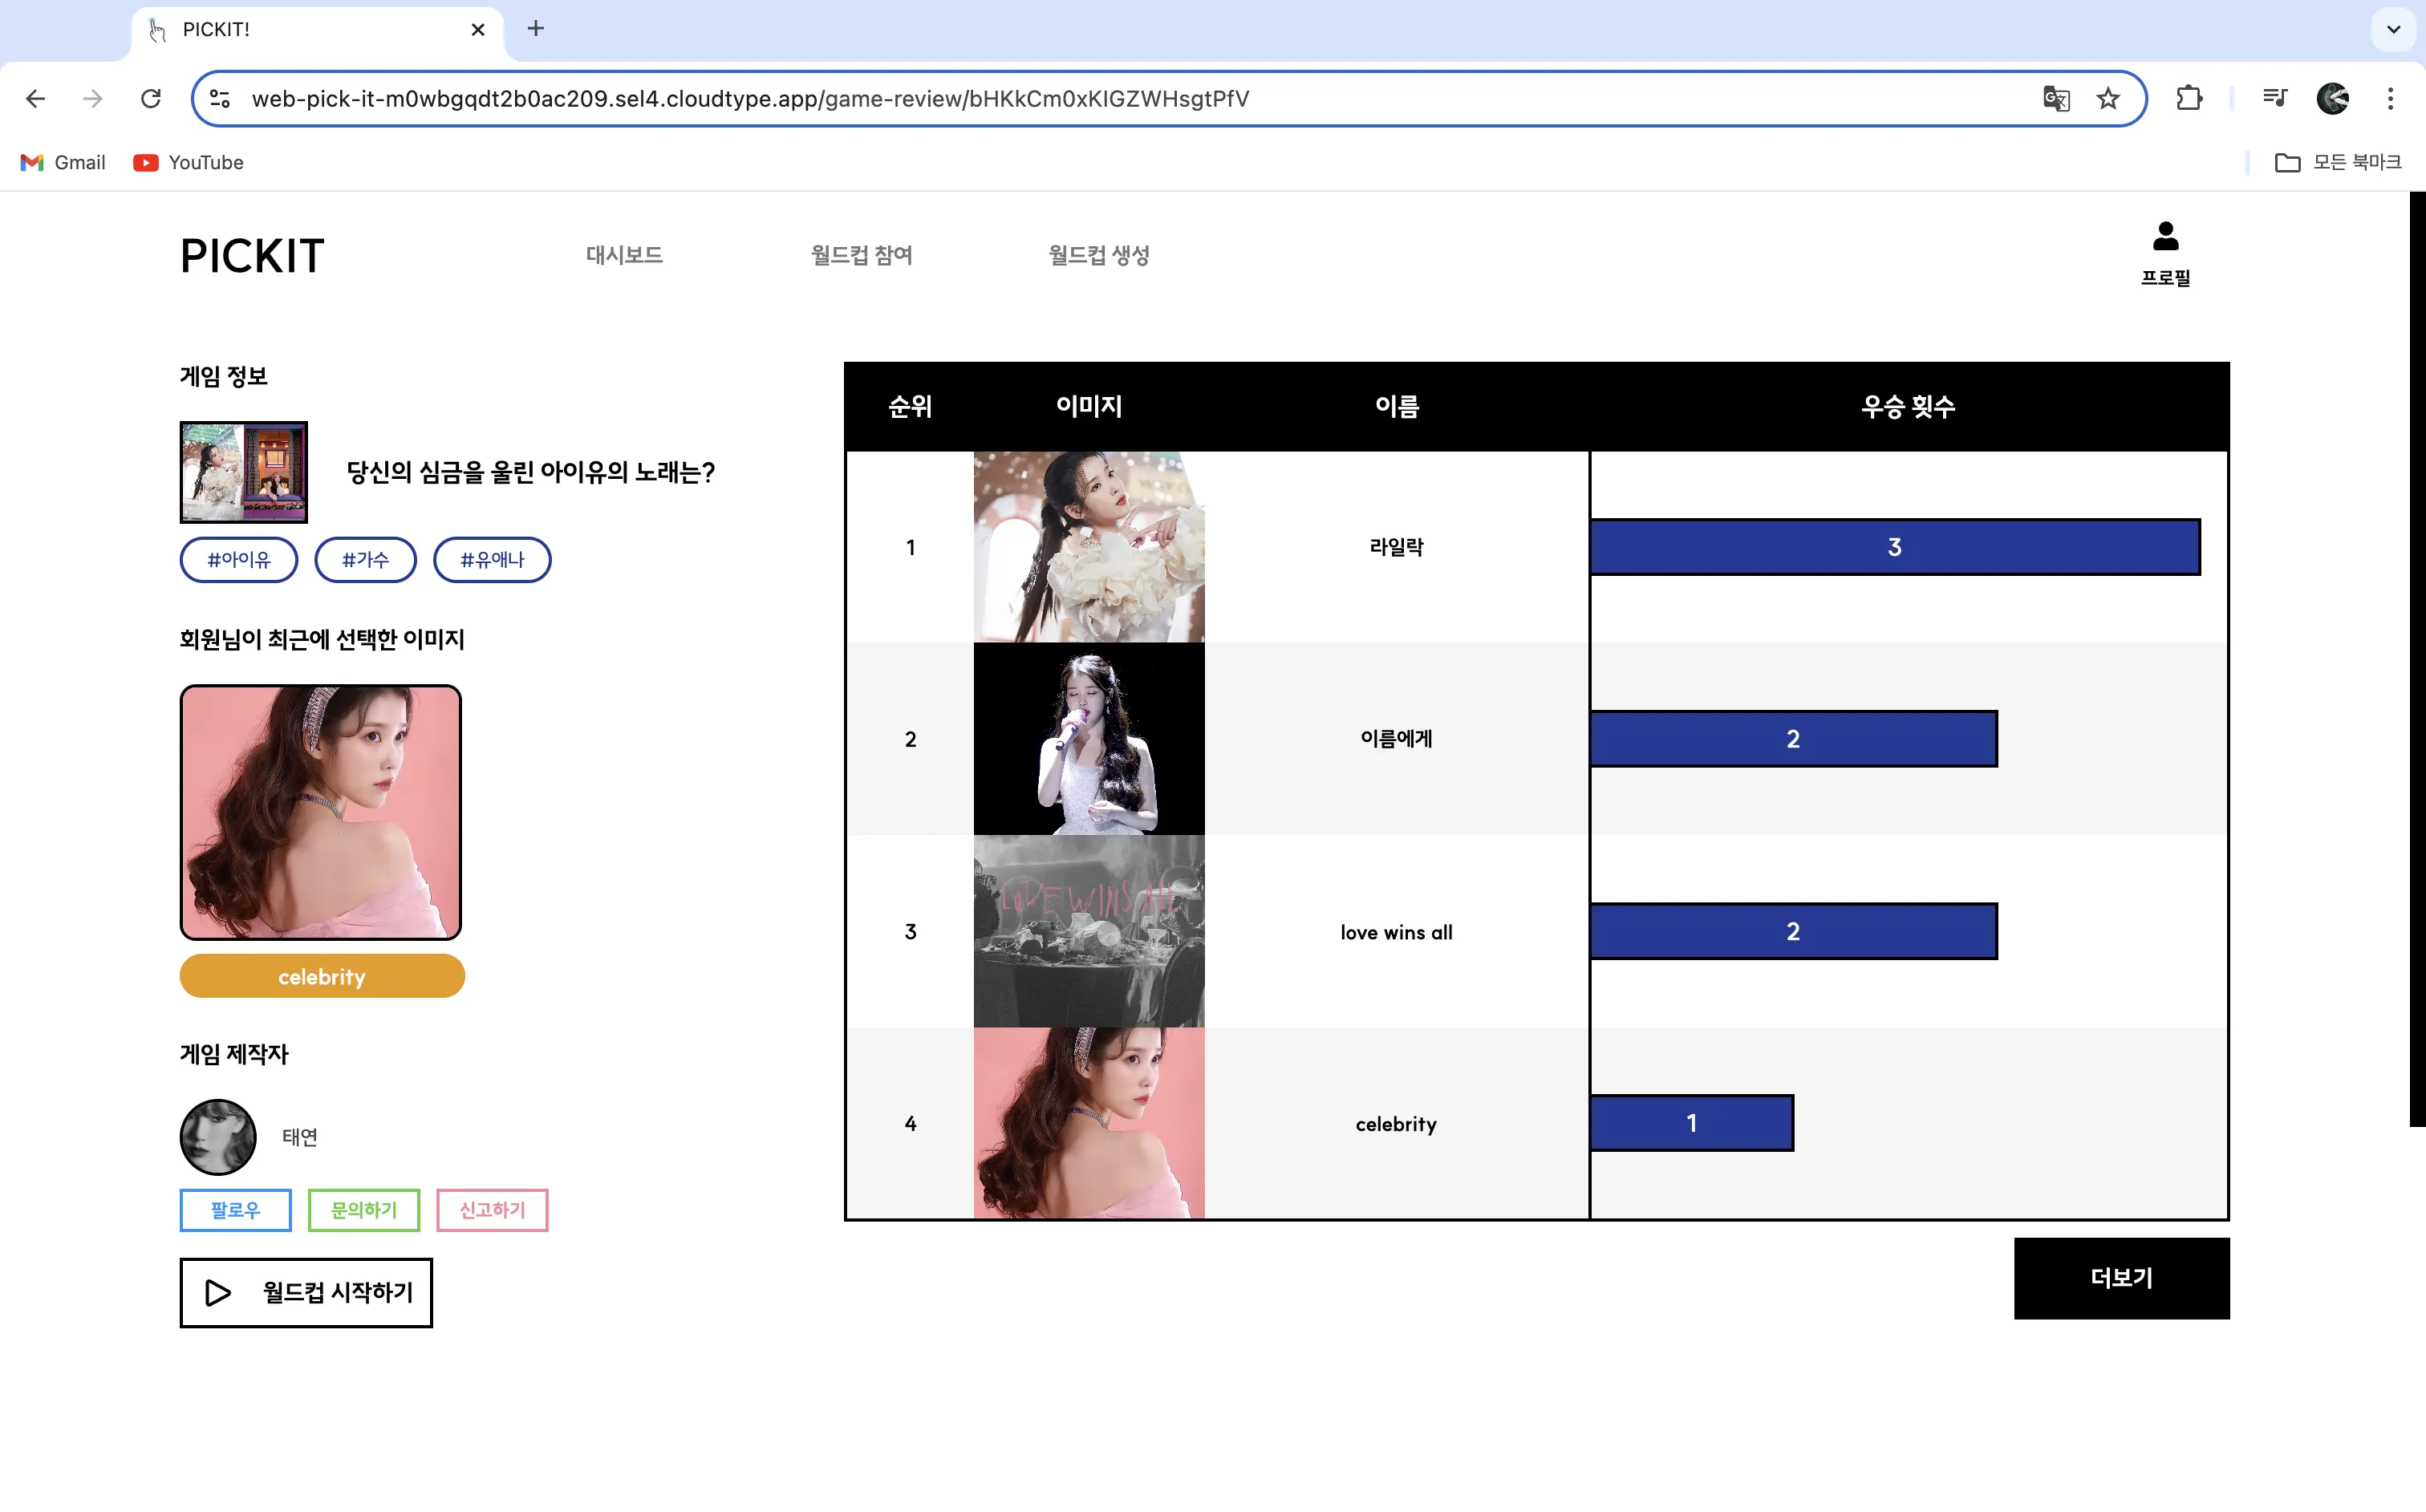 PICKIT!
web-pick-it-m0wbgqdt2b0ac209.sel4.cloudtype.app/game-review/bHKkCm0xKIGZWHsgtPfV
Gmail YouTube 모든 북마크
PICKIT 대시보드 월드컵 참여 월드컵 생성 프로필
게임 정보
당신의 심금을 울린 아이유의 노래는?
#아이유 #가수 #유애나
회원님이 최근에 선택한 이미지
celebrity
게임 제작자
태연
팔로우 문의하기 신고하기
월드컵 시작하기
순위 이미지 이름 우승 횟수
1 라일락 3
2 이름에게 2
LOVE WINS ALL
3 love wins all 2
4 celebrity 1
더보기